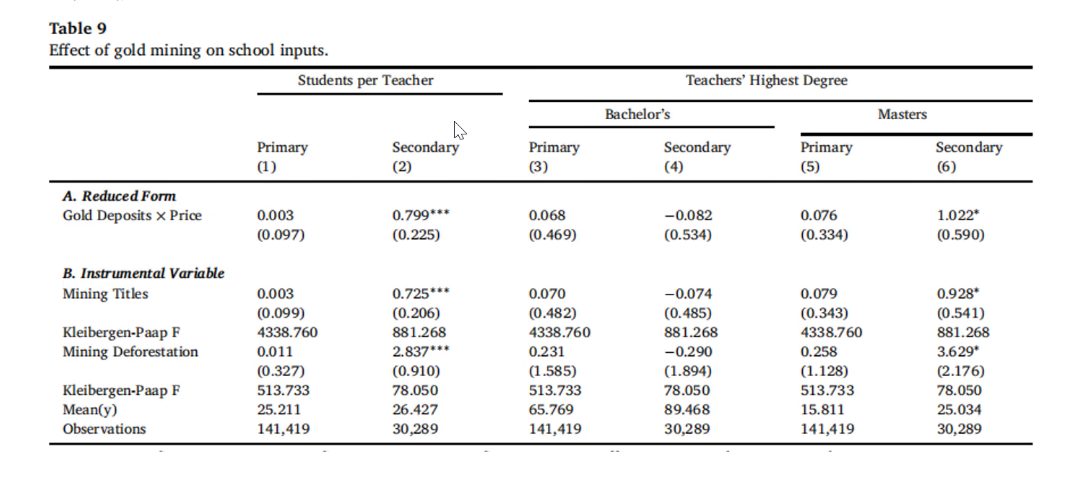 Table 9
Effect of gold mining on school inputs.
Students per Teacher Teachers' Highest Degree
Bachelor's Masters
Primary Secondary Primary Secondary Primary Secondary
(1) (2) (3) (4) (5) (6)
A. Reduced Form
Gold Deposits × Price 0.003 0.799*** 0.068 −0.082 0.076 1.022*
(0.097) (0.225) (0.469) (0.534) (0.334) (0.590)
B. Instrumental Variable
Mining Titles 0.003 0.725*** 0.070 −0.074 0.079 0.928*
(0.099) (0.206) (0.482) (0.485) (0.343) (0.541)
Kleibergen-Paap F 4338.760 881.268 4338.760 881.268 4338.760 881.268
Mining Deforestation 0.011 2.837*** 0.231 −0.290 0.258 3.629*
(0.327) (0.910) (1.585) (1.894) (1.128) (2.176)
Kleibergen-Paap F 513.733 78.050 513.733 78.050 513.733 78.050
Mean(y) 25.211 26.427 65.769 89.468 15.811 25.034
Observations 141,419 30,289 141,419 30,289 141,419 30,289